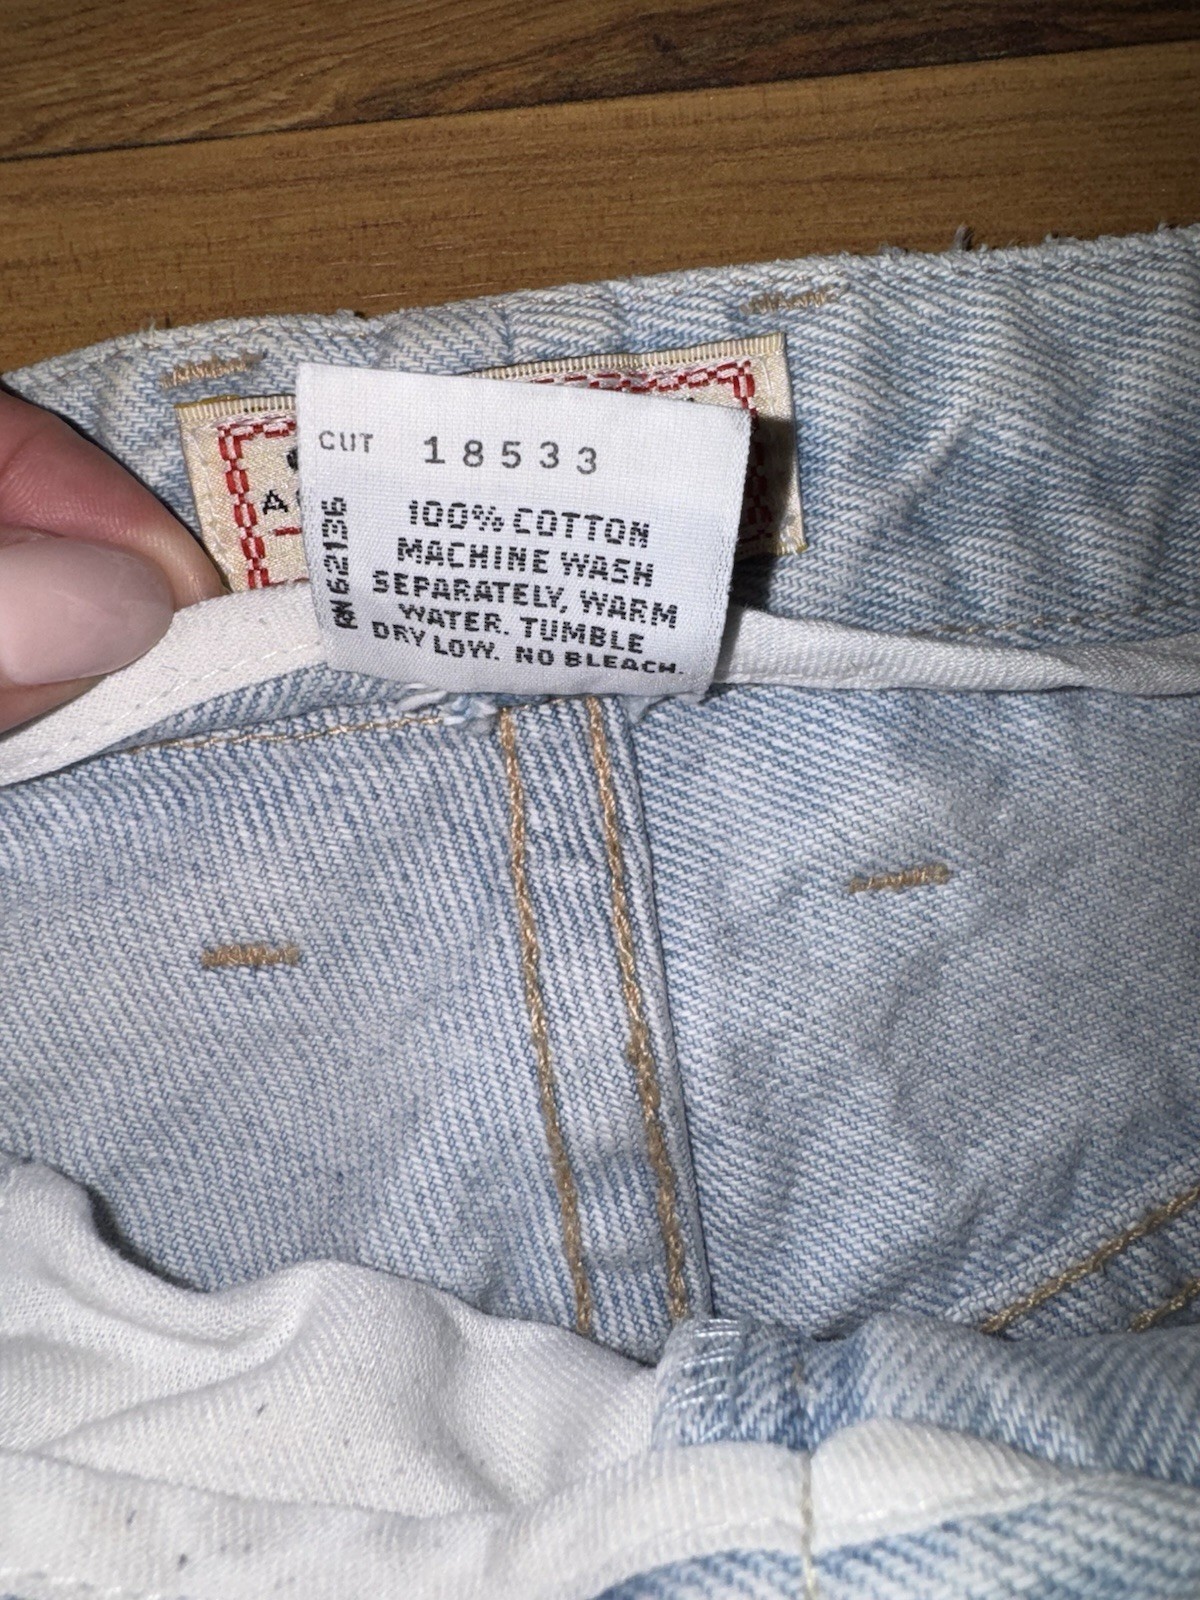 CUT 18533
RN 62136
100% COTTON
MACHINE WASH
SEPARATELY, WARM
WATER. TUMBLE
DRY LOW. NO BLEACH.